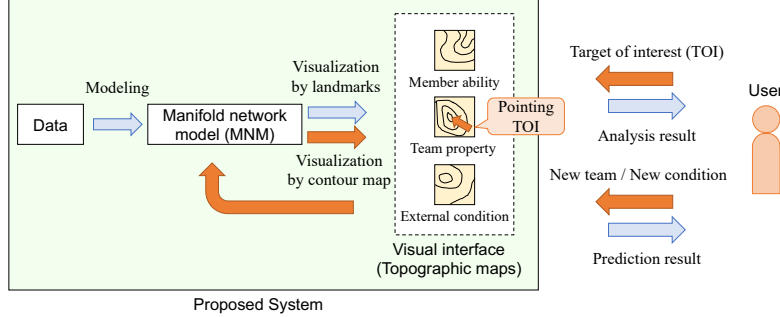 Data
Modeling
Manifold network
model (MNM)
Visualization
by landmarks
Visualization
by contour map
Member ability
Pointing
TOI
Team property
External condition
Visual interface
(Topographic maps)
Proposed System
Target of interest (TOI)
Analysis result
New team / New condition
Prediction result
User